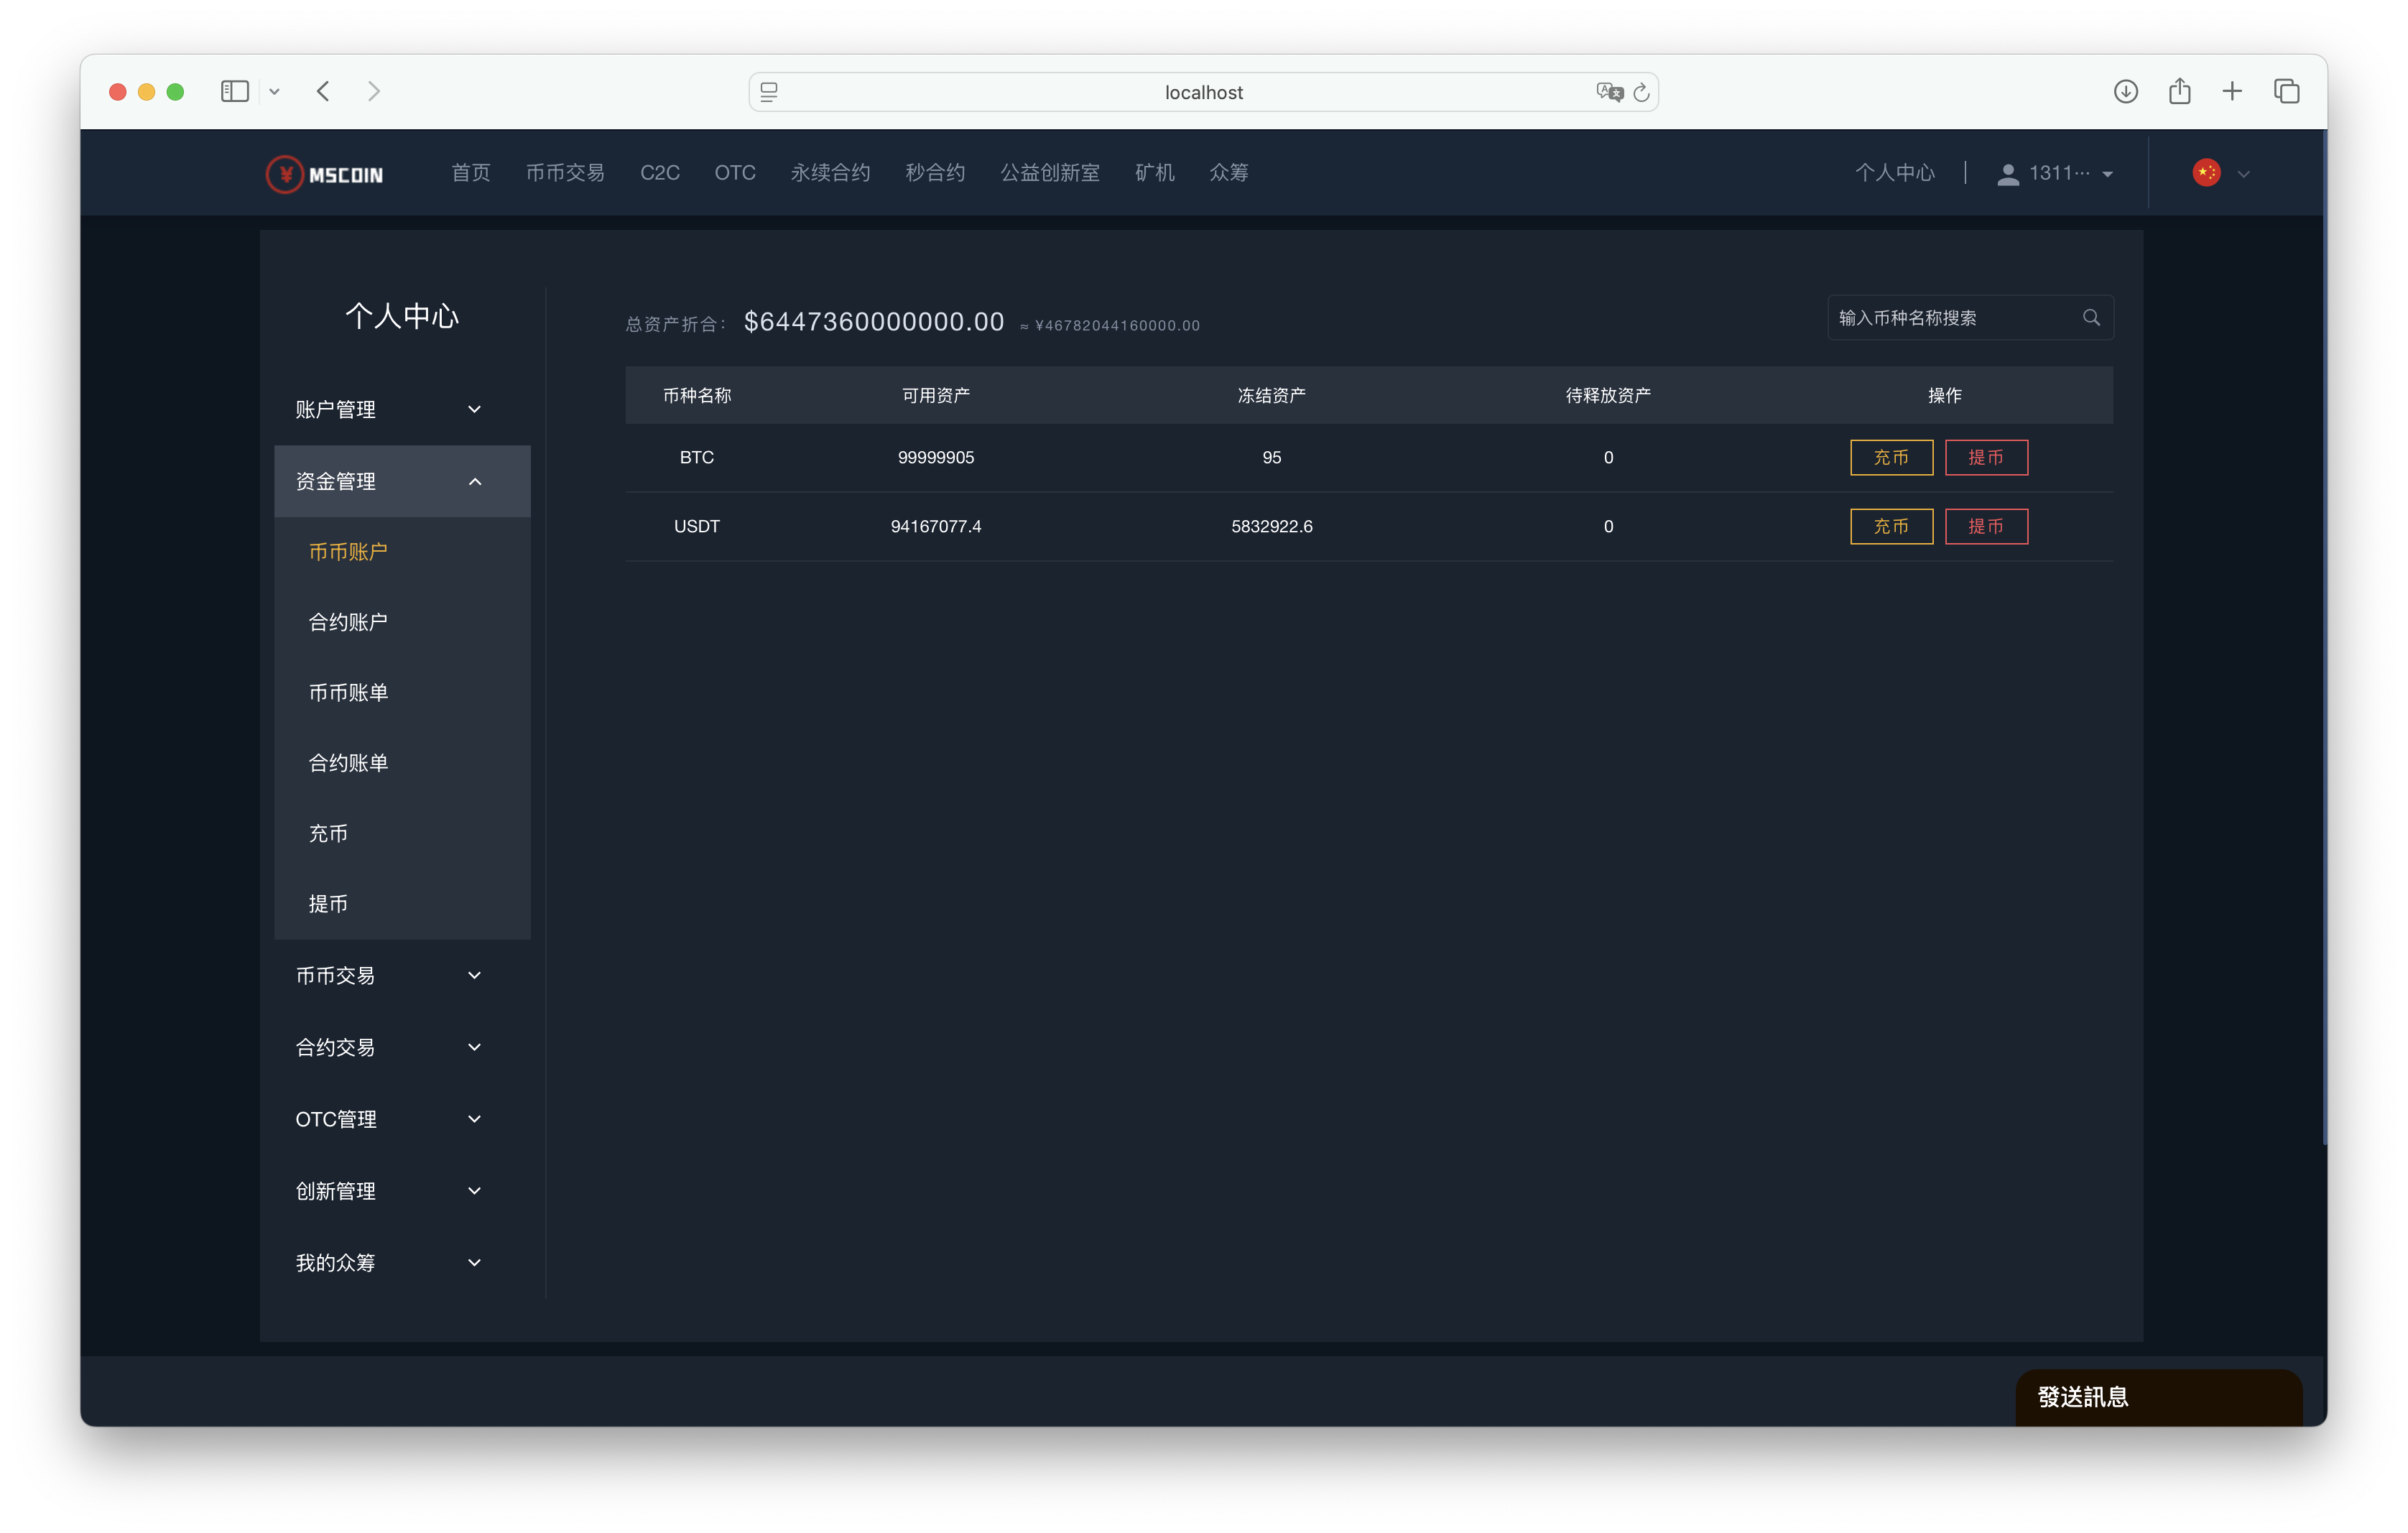 localhost
MSCOIN 首页 币币交易 C2C OTC 永续合约 秒合约 公益创新室 矿机 众筹 个人中心 1311···
个人中心
账户管理
资金管理
币币账户
合约账户
币币账单
合约账单
充币
提币
币币交易
合约交易
OTC管理
创新管理
我的众筹
总资产折合： $6447360000000.00 ≈ ¥46782044160000.00 输入币种名称搜索
币种名称 可用资产 冻结资产 待释放资产 操作
BTC 99999905 95 0 充币 提币
USDT 94167077.4 5832922.6 0 充币 提币
發送訊息